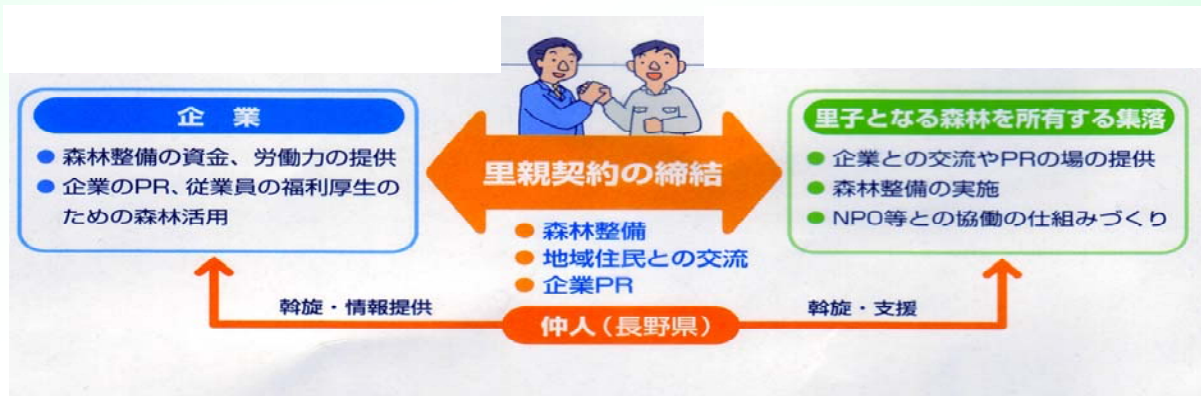 企業
● 森林整備の資金、労働力の提供
● 企業のPR、従業員の福利厚生の
ための森林活用
里親契約の締結
● 森林整備
● 地域住民との交流
● 企業PR
里子となる森林を所有する集落
● 企業との交流やPRの場の提供
● 森林整備の実施
● NPO等との協働の仕組みづくり
斡旋・情報提供
仲人(長野県)
斡旋・支援